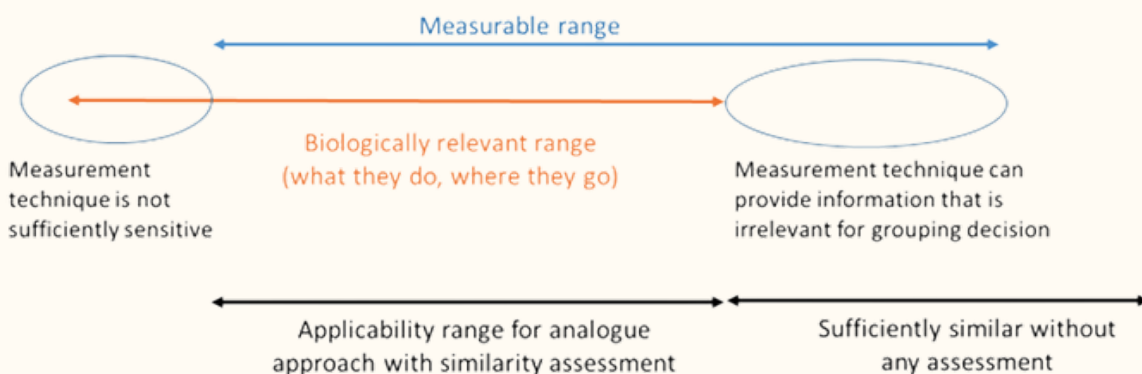 Measurable range
Biologically relevant range
(what they do, where they go)
Measurement
technique is not
sufficiently sensitive
Measurement technique can
provide information that is
irrelevant for grouping decision
Applicability range for analogue
approach with similarity assessment
Sufficiently similar without
any assessment